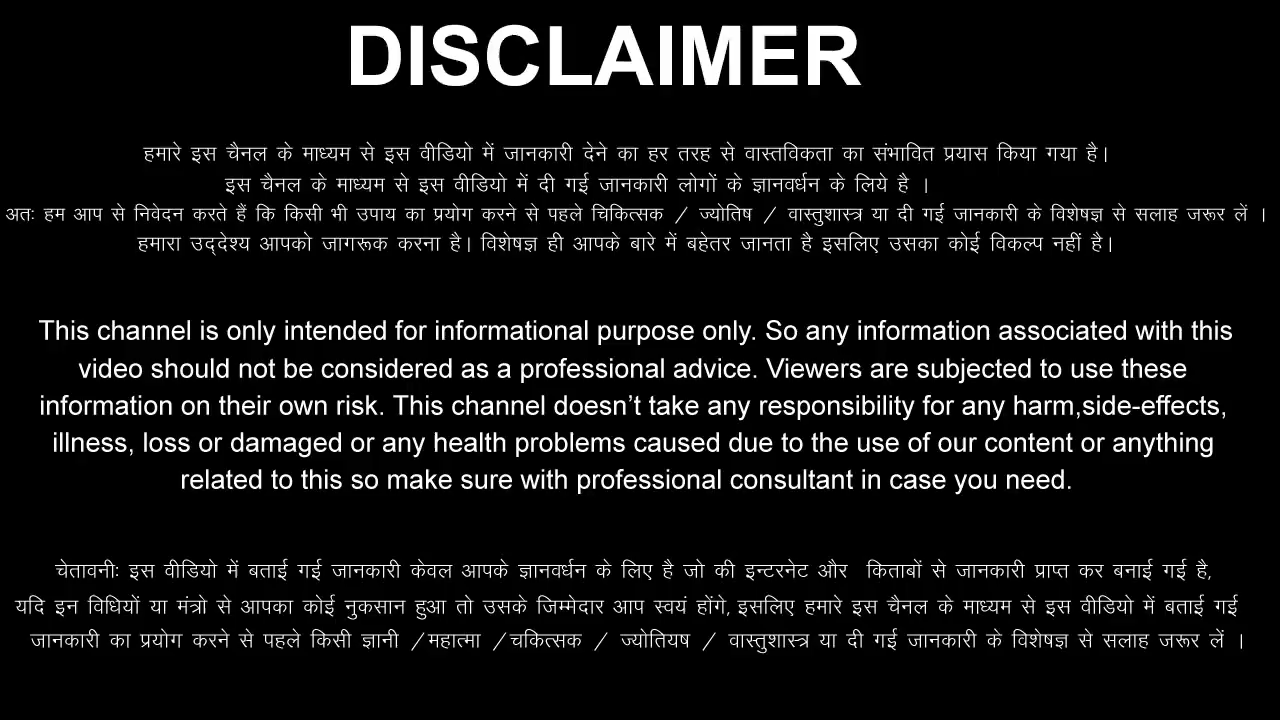 DISCLAIMER
हमारे इस चैनल के माध्यम से इस वीडियो में जानकारी देने का हर तरह से वास्तविकता का संभावित प्रयास किया गया है।
इस चैनल के माध्यम से इस वीडियो में दी गई जानकारी लोगों के ज्ञानवर्धन के लिये है ।
अतः हम आप से निवेदन करते हैं कि किसी भी उपाय का प्रयोग करने से पहले चिकित्सक / ज्योतिष / वास्तुशास्त्र या दी गई जानकारी के विशेषज्ञ से सलाह जरूर लें ।
हमारा उद्देश्य आपको जागरूक करना है। विशेषज्ञ ही आपके बारे में बहेतर जानता है इसलिए उसका कोई विकल्प नहीं है।
This channel is only intended for informational purpose only. So any information associated with this
video should not be considered as a professional advice. Viewers are subjected to use these
information on their own risk. This channel doesn’t take any responsibility for any harm,side-effects,
illness, loss or damaged or any health problems caused due to the use of our content or anything
related to this so make sure with professional consultant in case you need.
चेतावनीः इस वीडियो में बताई गई जानकारी केवल आपके ज्ञानवर्धन के लिए है जो की इन्टरनेट और किताबों से जानकारी प्राप्त कर बनाई गई है,
यदि इन विधियों या मंत्रो से आपका कोई नुकसान हुआ तो उसके जिम्मेदार आप स्वयं होंगे, इसलिए हमारे इस चैनल के माध्यम से इस वीडियो में बताई गई
जानकारी का प्रयोग करने से पहले किसी ज्ञानी /महात्मा /चकित्सक / ज्योतियष / वास्तुशास्त्र या दी गई जानकारी के विशेषज्ञ से सलाह जरूर लें ।